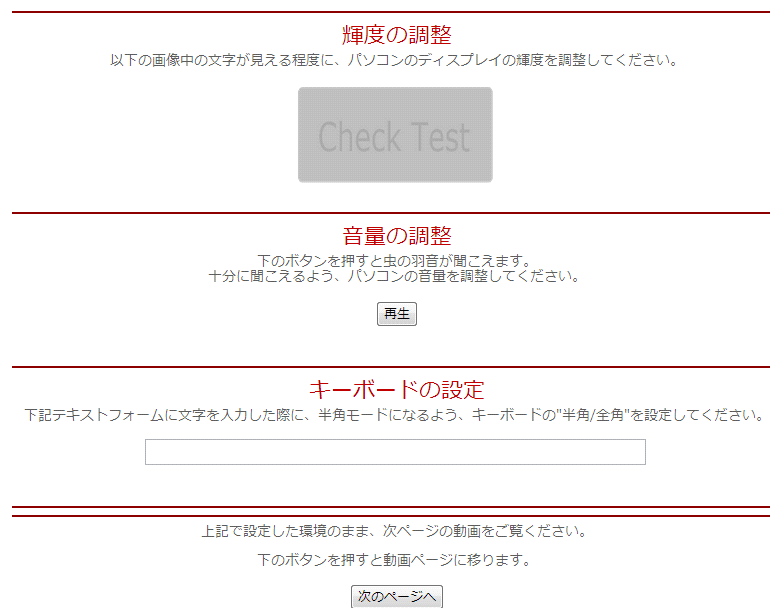 輝度の調整
以下の画像中の文字が見える程度に、パソコンのディスプレイの輝度を調整してください。
Check Test
音量の調整
下のボタンを押すと虫の羽音が聞こえます。
十分に聞こえるよう、パソコンの音量を調整してください。
再生
キーボードの設定
下記テキストフォームに文字を入力した際に、半角モードになるよう、キーボードの"半角/全角"を設定してください。
上記で設定した環境のまま、次ページの動画をご覧ください。
下のボタンを押すと動画ページに移ります。
次のページへ